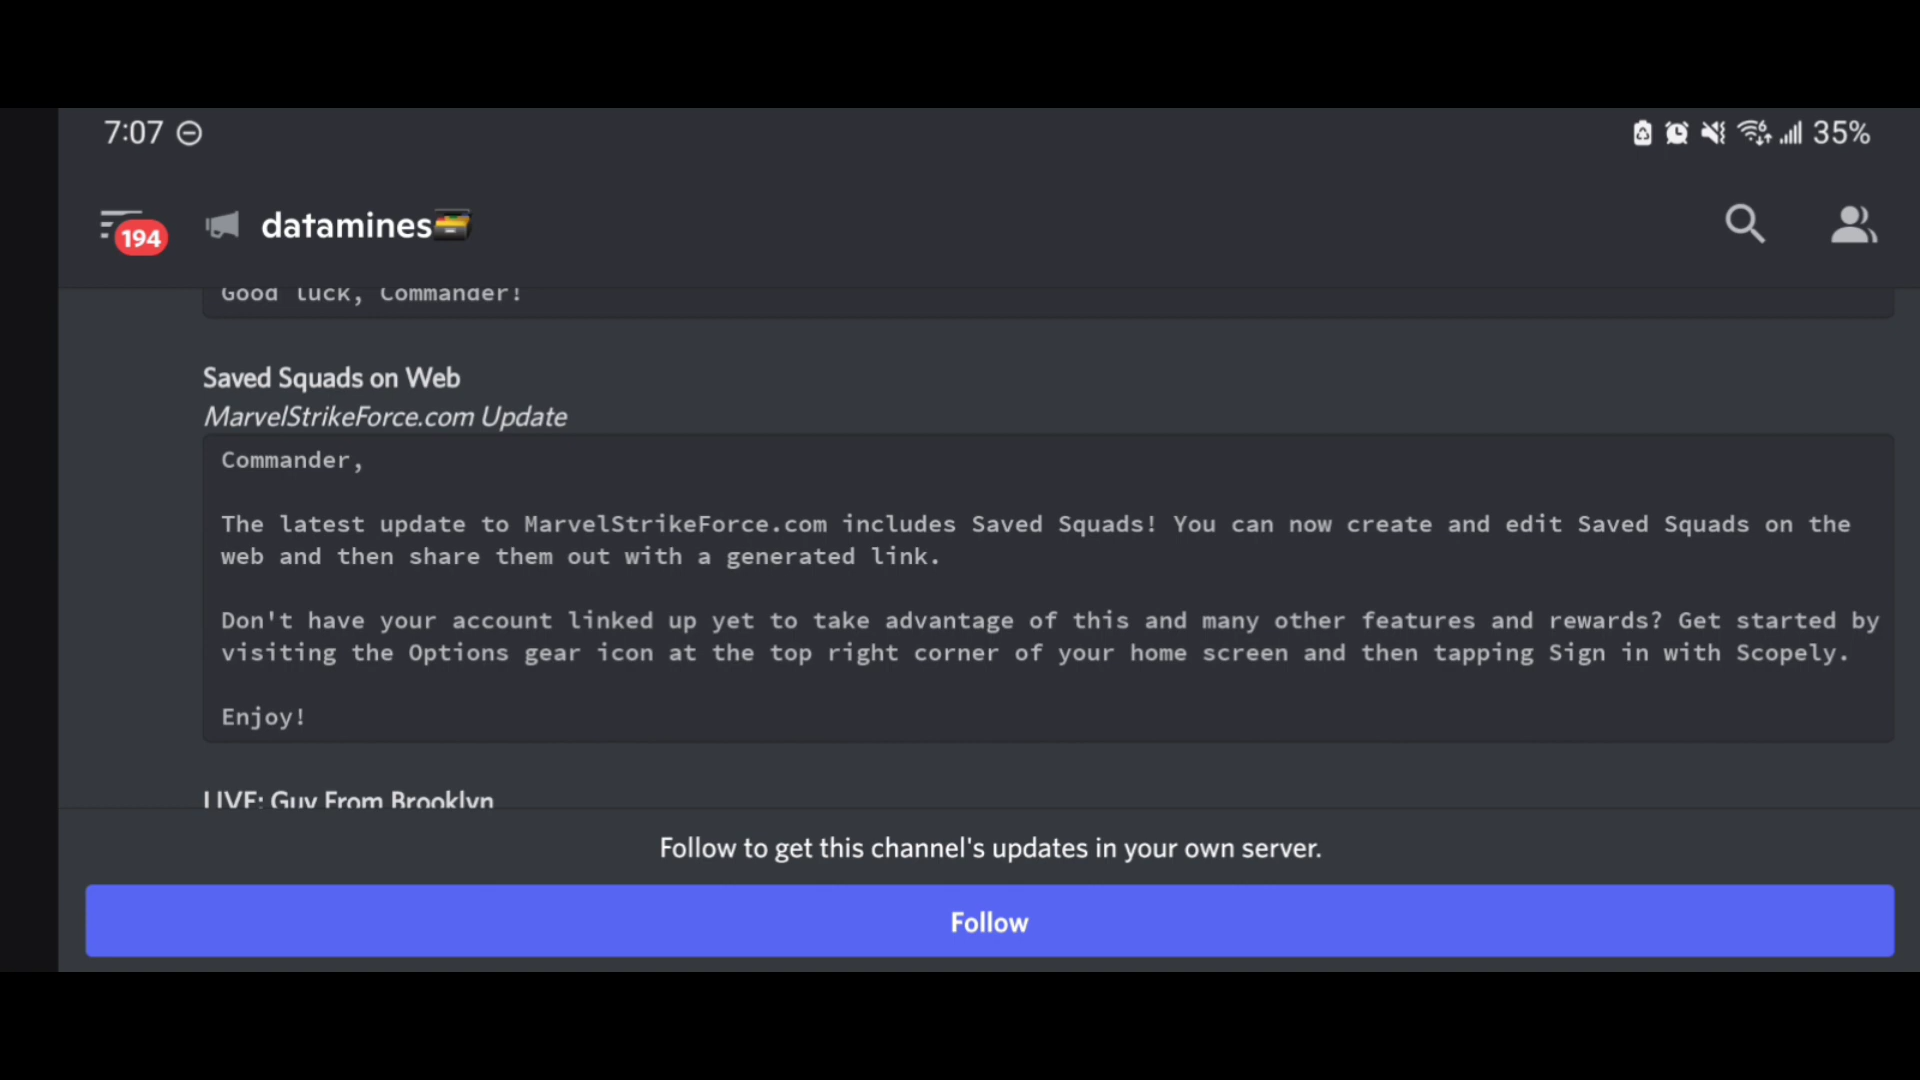 7:07
35%
194
datamines
Good luck, Commander!
Saved Squads on Web
MarvelStrikeForce.com Update
Commander,
The latest update to MarvelStrikeForce.com includes Saved Squads! You can now create and edit Saved Squads on the
web and then share them out with a generated link.
Don't have your account linked up yet to take advantage of this and many other features and rewards? Get started by
visiting the Options gear icon at the top right corner of your home screen and then tapping Sign in with Scopely.
Enjoy!
LIVE: Guy From Brooklyn
Follow to get this channel's updates in your own server.
Follow